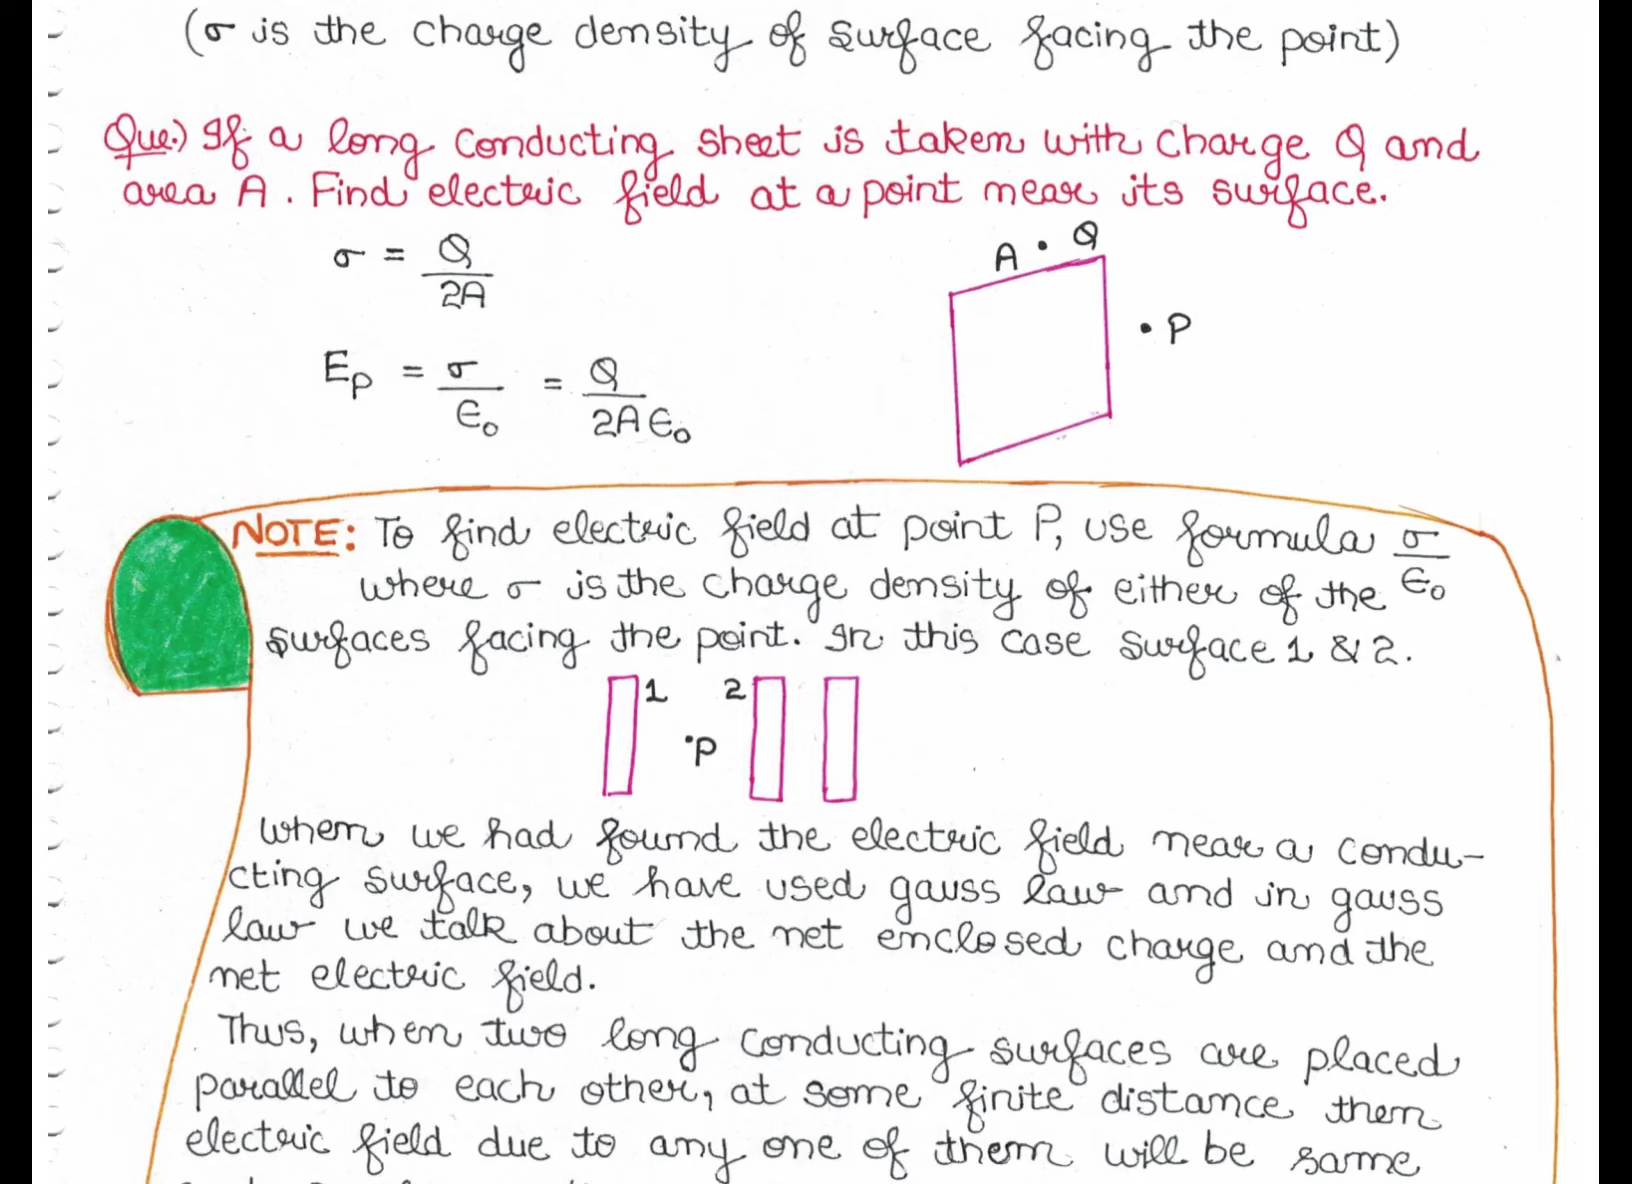 (σ is the charge density of surface facing the point)
Que.) If a long conducting sheet is taken with charge Q and
area A. Find electric field at a point near its surface.
σ = Q/2A
A • Q
• P
E_P = σ/ε₀ = Q/2Aε₀
NOTE: To find electric field at point P, use formula σ/ε₀
where σ is the charge density of either of the
surfaces facing the point. In this case surface 1 & 2.
1 2
•P
When we had found the electric field near a condu-
cting surface, we have used gauss law and in gauss
law we talk about the net enclosed charge and the
net electric field.
Thus, when two long conducting surfaces are placed
parallel to each other, at some finite distance then
electric field due to any one of them will be same